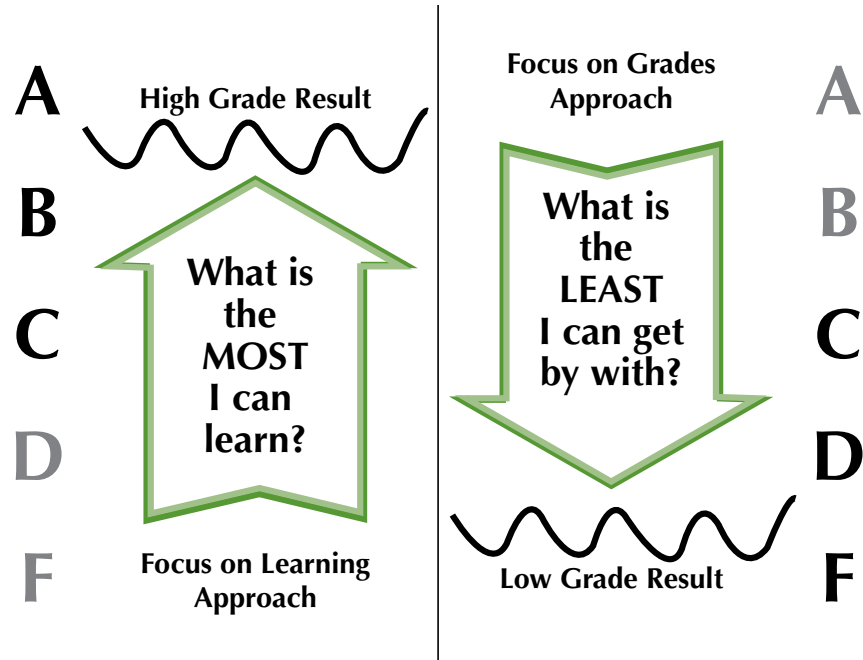 A
B
C
D
F
High Grade Result
What is
the
MOST
I can
learn?
Focus on Learning
Approach
Focus on Grades
Approach
What is
the
LEAST
I can get
by with?
Low Grade Result
A
B
C
D
F